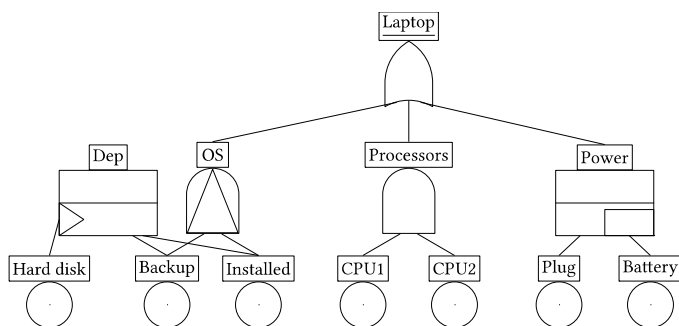 Laptop
Dep
OS
Processors
Power
Hard disk
Backup
Installed
CPU1
CPU2
Plug
Battery